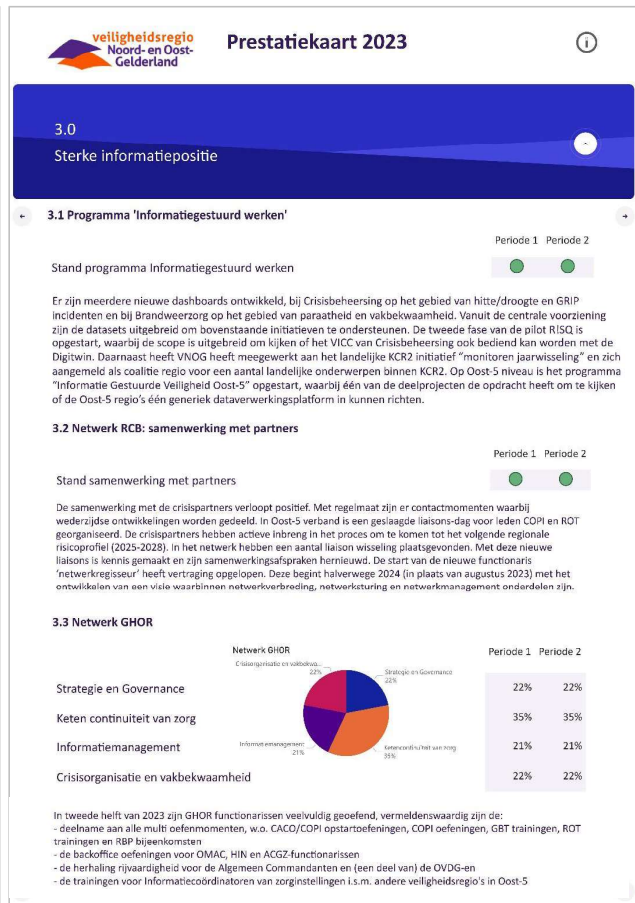 veiligheidsregio
Noord- en Oost-
Gelderland
Prestatiekaart 2023
3.0
Sterke informatiepositie
3.1 Programma 'Informatiegestuurd werken'
Periode 1 Periode 2
Stand programma Informatiegestuurd werken
Er zijn meerdere nieuwe dashboards ontwikkeld, bij Crisisbeheersing op het gebied van hitte/droogte en GRIP
incidenten en bij Brandweerzorg op het gebied van paraatheid en vakbekwaamheid. Vanuit de centrale voorziening
zijn de datasets uitgebreid om bovenstaande initiatieven te ondersteunen. De tweede fase van de pilot RISQ is
opgestart, waarbij de scope is uitgebreid om kijken of het VICC van Crisisbeheersing ook bediend kan worden met de
Digitwin. Daarnaast heeft VNOG heeft meegewerkt aan het landelijke KCR2 initiatief “monitoren jaarwisseling” en zich
aangemeld als coalitie regio voor een aantal landelijke onderwerpen binnen KCR2. Op Oost-5 niveau is het programma
“Informatie Gestuurde Veiligheid Oost-5” opgestart, waarbij één van de deelprojecten de opdracht heeft om te kijken
of de Oost-5 regio’s één generiek dataverwerkingsplatform in kunnen richten.
3.2 Netwerk RCB: samenwerking met partners
Periode 1 Periode 2
Stand samenwerking met partners
De samenwerking met de crisispartners verloopt positief. Met regelmaat zijn er contactmomenten waarbij
wederzijdse ontwikkelingen worden gedeeld. In Oost-5 verband is een geslaagde liaisons-dag voor leden COPI en ROT
georganiseerd. De crisispartners hebben actieve inbreng in het proces om te komen tot het volgende regionale
risicoprofiel (2025-2028). In het netwerk hebben een aantal liaison wisseling plaatsgevonden. Met deze nieuwe
liaisons is kennis gemaakt en zijn samenwerkingsafspraken hernieuwd. De start van de nieuwe functionaris
‘netwerkregisseur’ heeft vertraging opgelopen. Deze begint halverwege 2024 (in plaats van augustus 2023) met het
ontwikkelen van een visie waarbinnen netwerkverbreding, netwerksturing en netwerkmanagement onderdelen zijn.
3.3 Netwerk GHOR
Netwerk GHOR
Periode 1 Periode 2
Crisisorganisatie en vakbekwa...
22%
Strategie en Governance
22%
Informatiemanagement
21%
Ketencontinuïteit van zorg
35%
Strategie en Governance 22% 22%
Keten continuiteit van zorg 35% 35%
Informatiemanagement 21% 21%
Crisisorganisatie en vakbekwaamheid 22% 22%
In tweede helft van 2023 zijn GHOR functionarissen veelvuldig geoefend, vermeldenswaardig zijn de:
- deelname aan alle multi oefenmomenten, w.o. CACO/COPI opstartoefeningen, COPI oefeningen, GBT trainingen, ROT
trainingen en RBP bijeenkomsten
- de backoffice oefeningen voor OMAC, HIN en ACGZ-functionarissen
- de herhaling rijvaardigheid voor de Algemeen Commandanten en (een deel van) de OVDG-en
- de trainingen voor Informatiecoördinatoren van zorginstellingen i.s.m. andere veiligheidsregio's in Oost-5